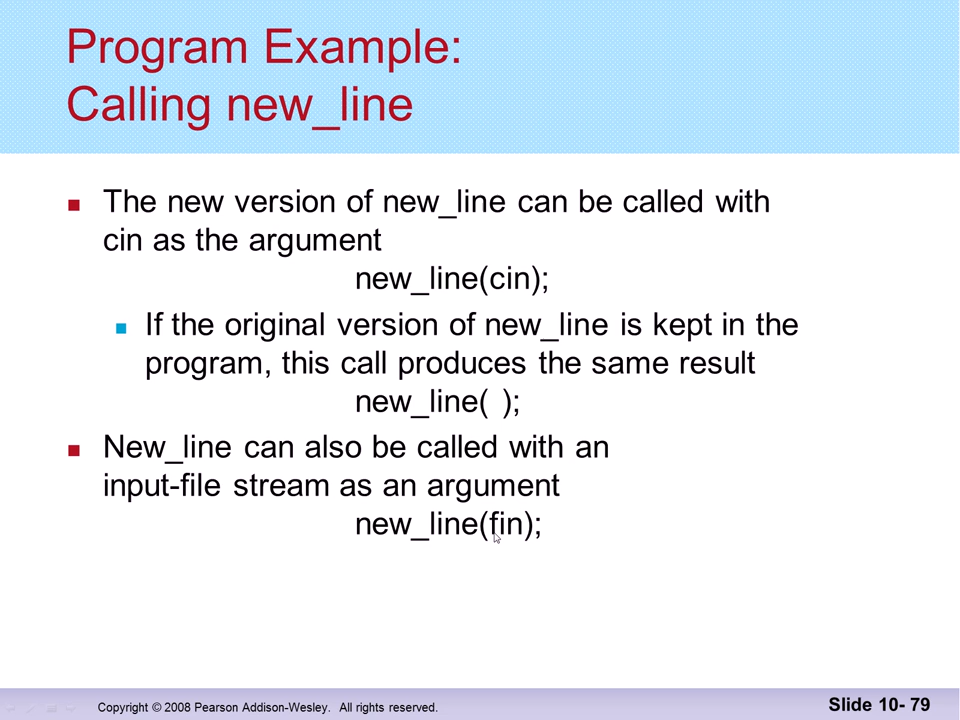 Program Example:
Calling new_line
The new version of new_line can be called with
cin as the argument
new_line(cin);
If the original version of new_line is kept in the
program, this call produces the same result
new_line( );
New_line can also be called with an
input-file stream as an argument
new_line(fin);
Copyright © 2008 Pearson Addison-Wesley. All rights reserved.
Slide 10- 79